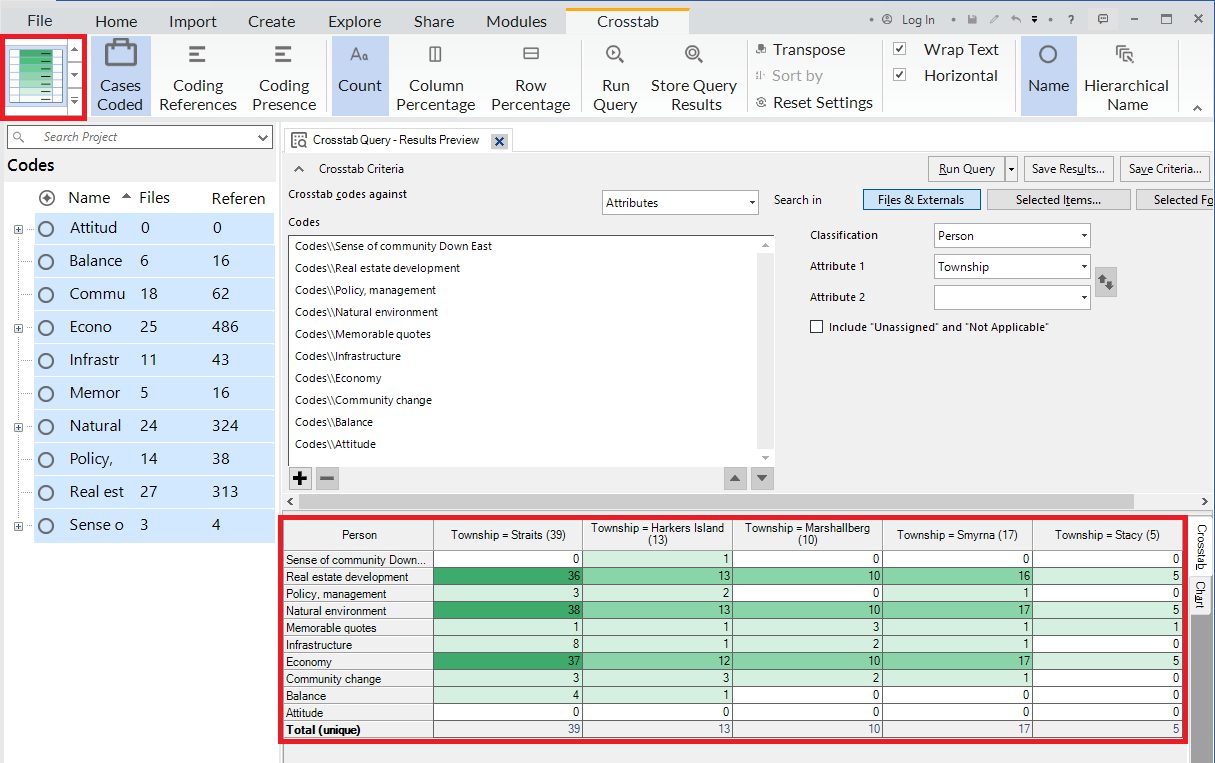 File Home Import Create Explore Share Modules Crosstab Log In ?
Cases Coded
Coding References
Coding Presence
Aa
Count
Column Percentage
Row Percentage
Run Query
Store Query Results
Transpose
Sort by
Reset Settings
Wrap Text
Horizontal
Name
Hierarchical Name
Search Project
Codes
Name Files Referen
Attitud 0 0
Balance 6 16
Commu 18 62
Econo 25 486
Infrastr 11 43
Memor 5 16
Natural 24 324
Policy, 14 38
Real est 27 313
Sense o 3 4
Crosstab Query - Results Preview
Crosstab Criteria
Run Query Save Results... Save Criteria...
Crosstab codes against Attributes Search in Files & Externals Selected Items... Selected Fo
Codes
Codes\\Sense of community Down East
Codes\\Real estate development
Codes\\Policy, management
Codes\\Natural environment
Codes\\Memorable quotes
Codes\\Infrastructure
Codes\\Economy
Codes\\Community change
Codes\\Balance
Codes\\Attitude
Classification Person
Attribute 1 Township
Attribute 2
Include "Unassigned" and "Not Applicable"
Person Township = Straits (39) Township = Harkers Island (13) Township = Marshallberg (10) Township = Smyrna (17) Township = Stacy (5)
Sense of community Down... 0 1 0 0 0
Real estate development 36 13 10 16 5
Policy, management 3 2 0 1 0
Natural environment 38 13 10 17 5
Memorable quotes 1 1 3 1 1
Infrastructure 8 1 2 1 0
Economy 37 12 10 17 5
Community change 3 3 2 1 0
Balance 4 1 0 0 0
Attitude 0 0 0 0 0
Total (unique) 39 13 10 17 5
Crosstab
Chart